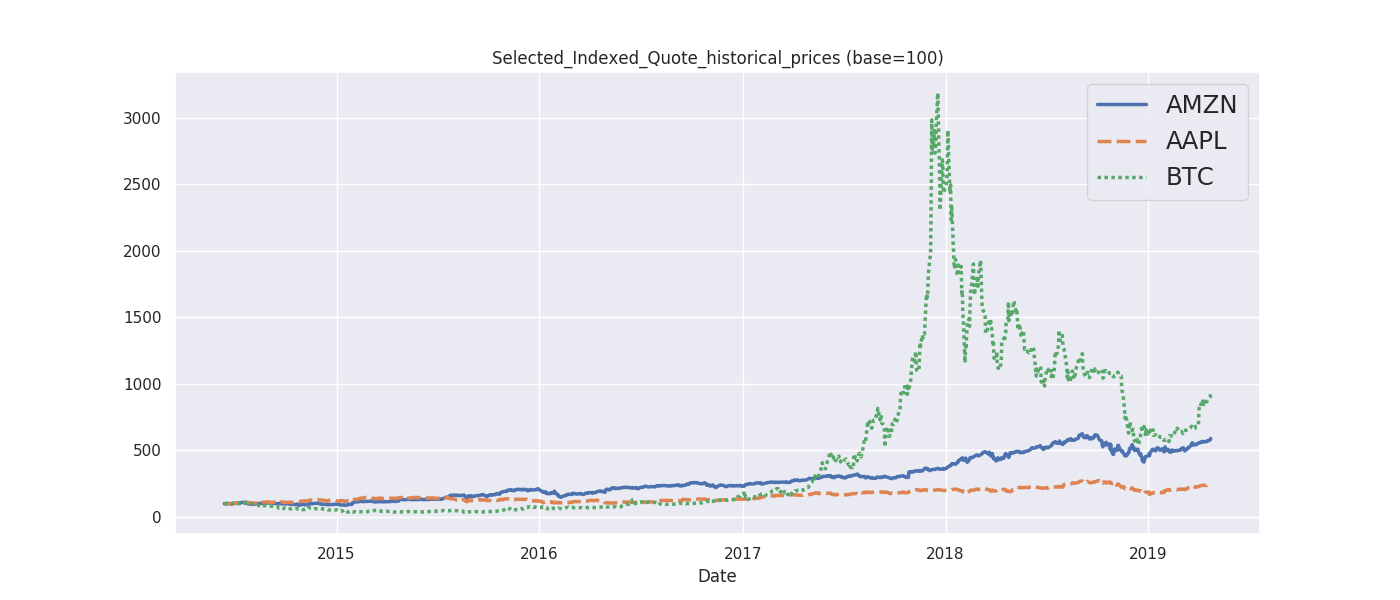 Selected_Indexed_Quote_historical_prices (base=100)
AMZN
AAPL
BTC
3000
2500
2000
1500
1000
500
0
2015 2016 2017 2018 2019
Date